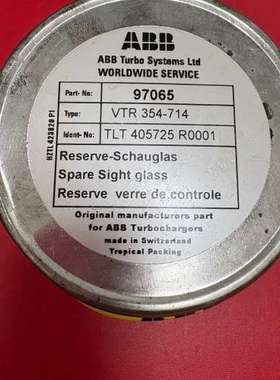 ABB
ABB Turbo Systems Ltd
WORLDWIDE SERVICE
Part-No: 97065
Type: VTR 354-714
Ident-No: TLT 405725 R0001
Reserve-Schauglas
Spare Sight glass
Reserve verre de controle
Original manufacturers part
for ABB Turbochargers
made in Switzerland
Tropical Packing
HZTL 423828 P1